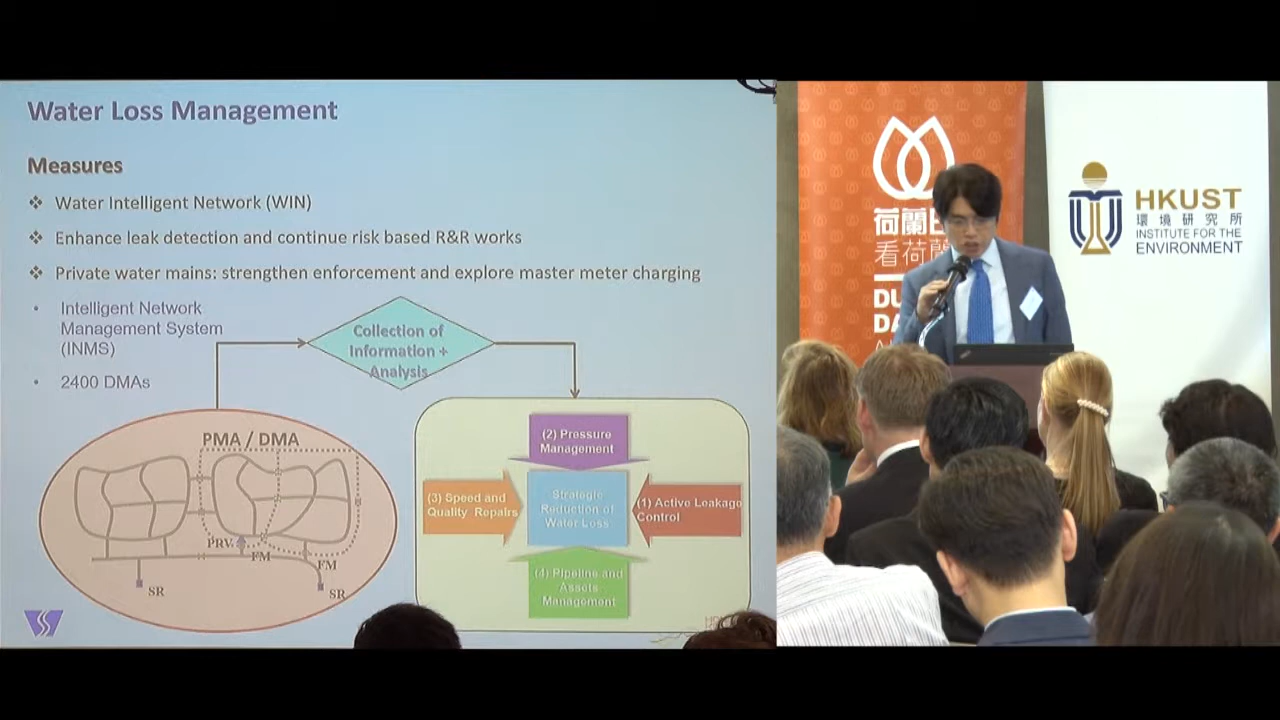 Water Loss Management
Measures
❖ Water Intelligent Network (WIN)
❖ Enhance leak detection and continue risk based R&R works
❖ Private water mains: strengthen enforcement and explore master meter charging
• Intelligent Network
Management System
(INMS)
• 2400 DMAs
Collection of
Information +
Analysis
PMA / DMA
PRV
FM
FM
SR
SR
(2) Pressure
Management
(3) Speed and
Quality Repairs
Strategic
Reduction of
Water Loss
(1) Active Leakage
Control
(4) Pipeline and
Assets
Management
荷蘭
看荷蘭
DU
DA
HKUST
環境研究所
INSTITUTE FOR THE
ENVIRONMENT